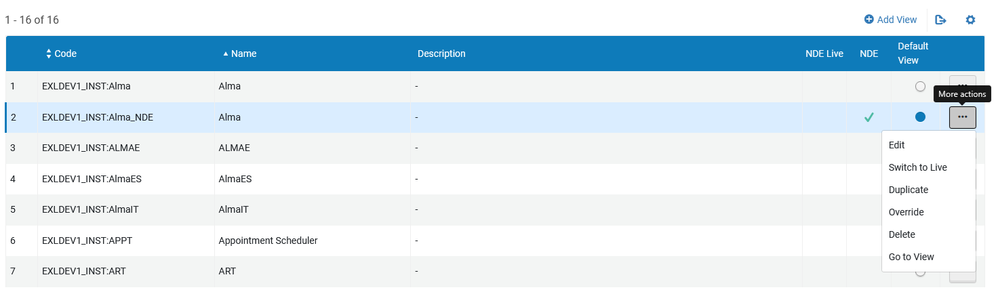 1 - 16 of 16
Add View
Code Name Description NDE Live NDE Default View
1 EXLDEV1_INST:Alma Alma -
More actions
2 EXLDEV1_INST:Alma_NDE Alma -
3 EXLDEV1_INST:ALMAE ALMAE -
4 EXLDEV1_INST:AlmaES AlmaES -
5 EXLDEV1_INST:AlmaIT AlmaIT -
6 EXLDEV1_INST:APPT Appointment Scheduler -
7 EXLDEV1_INST:ART ART -
Edit
Switch to Live
Duplicate
Override
Delete
Go to View